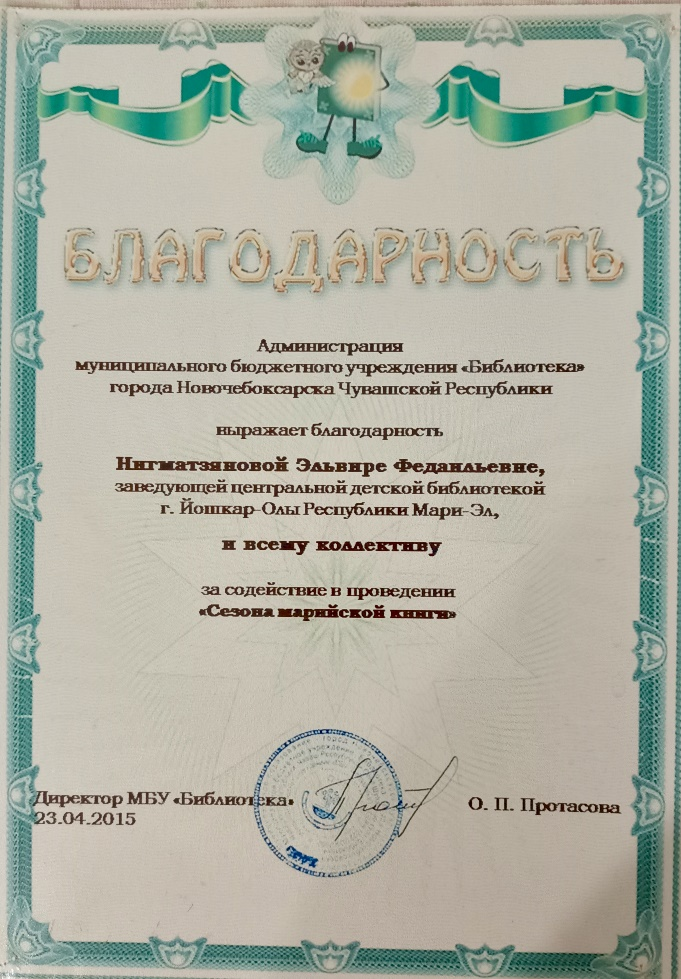 БЛАГОДАРНОСТЬ
Администрация
муниципального бюджетного учреждения «Библиотека»
города Новочебоксарска Чувашской Республики
выражает благодарность
Нигматзяновой Эльвире Федаильевне,
заведующей центральной детской библиотекой
г. Йошкар-Олы Республики Мари-Эл,
и всему коллективу
за содействие в проведении
«Сезона марийской книги»
Директор МБУ «Библиотека»
О. П. Протасова
23.04.2015